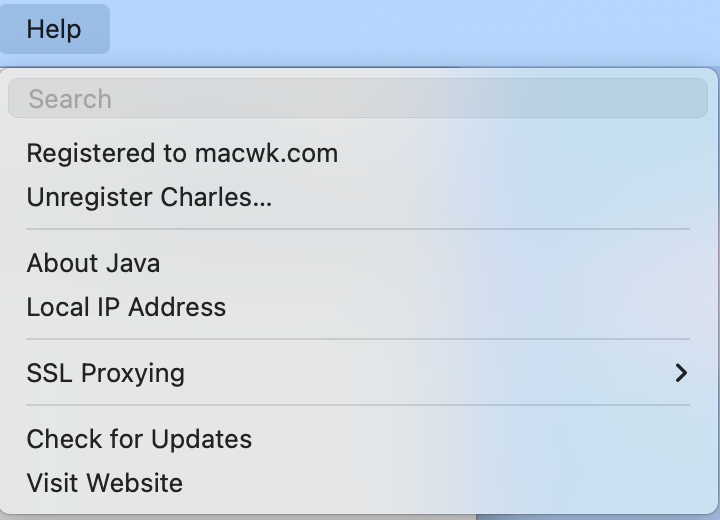 Help
Search
Registered to macwk.com
Unregister Charles...
About Java
Local IP Address
SSL Proxying
Check for Updates
Visit Website